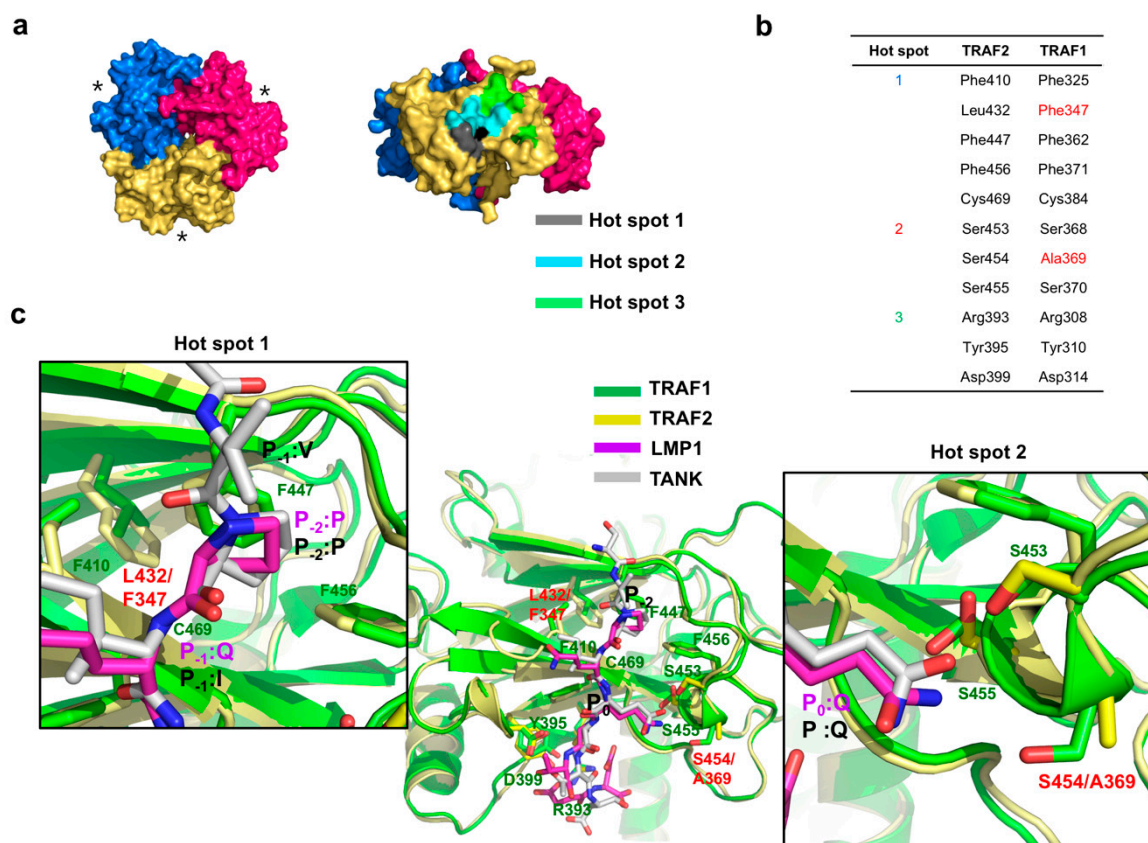 a
*
*
*
Hot spot 1
Hot spot 2
Hot spot 3
b
Hot spot TRAF2 TRAF1
1 Phe410 Phe325
Leu432 Phe347
Phe447 Phe362
Phe456 Phe371
Cys469 Cys384
2 Ser453 Ser368
Ser454 Ala369
Ser455 Ser370
3 Arg393 Arg308
Tyr395 Tyr310
Asp399 Asp314
c
Hot spot 1
P-1:V
F447
P-2:P
P-2:P
F410
L432/
F347
F456
C469
P-1:Q
P-1:I
TRAF1
TRAF2
LMP1
TANK
P-2
L432/
F347
F447
F410
F456
C469
S453
P0
S455
Y395
S454/
A369
D399
R393
Hot spot 2
S453
S455
P0:Q
P :Q
S454/A369